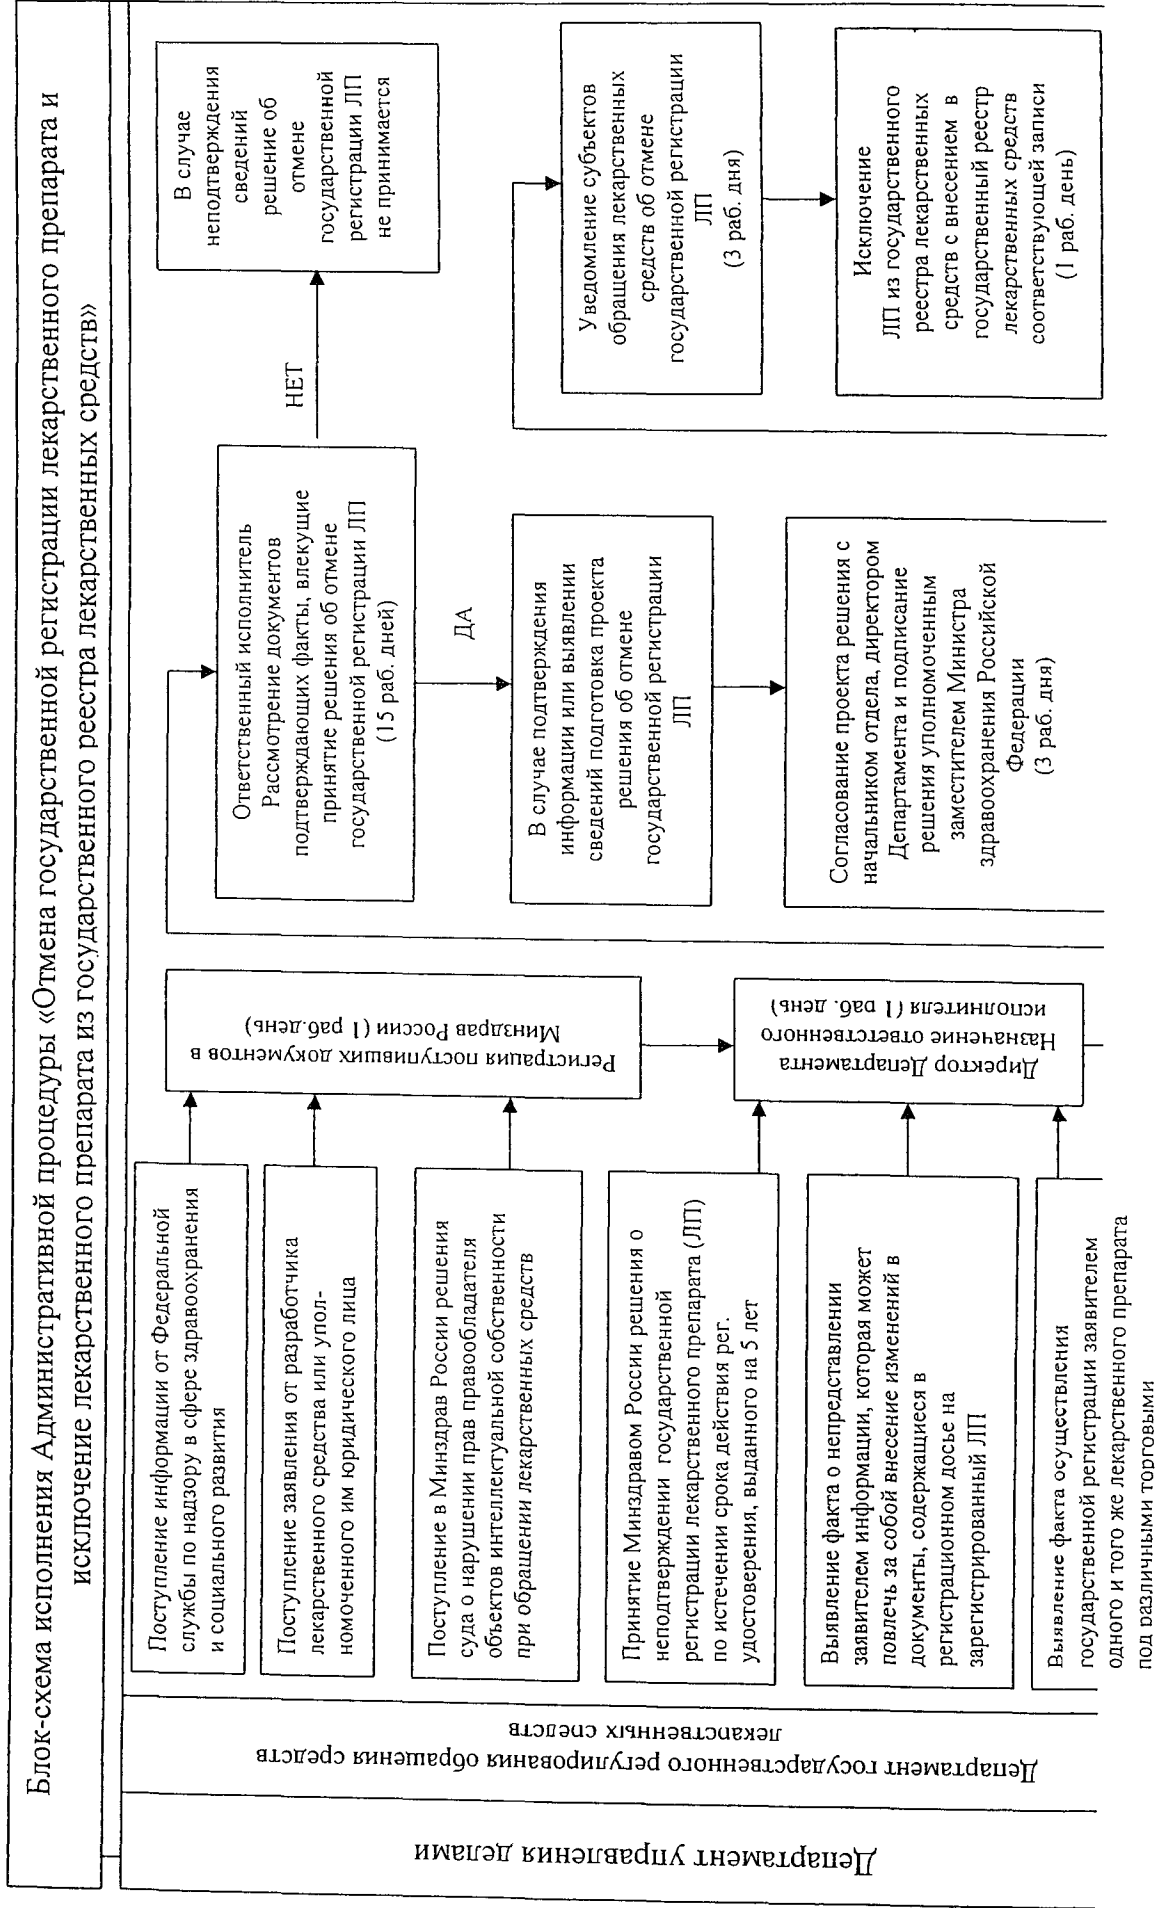 Блок-схема исполнения Административной процедуры «Отмена государственной регистрации лекарственного препарата и
исключение лекарственного препарата из государственного реестра лекарственных средств»
Департамент управления делами
Департамент государственного регулирования обращения средств
лекарственных средств
Поступление информации от Федеральной
службы по надзору в сфере здравоохранения
и социального развития
Поступление заявления от разработчика
лекарственного средства или упол-
номоченного им юридического лица
Поступление в Минздрав России решения
суда о нарушении прав правообладателя
объектов интеллектуальной собственности
при обращении лекарственных средств
Принятие Минздравом России решения о
неподтверждении государственной
регистрации лекарственного препарата (ЛП)
по истечении срока действия рег.
удостоверения, выданного на 5 лет
Выявление факта о непредставлении
заявителем информации, которая может
повлечь за собой внесение изменений в
документы, содержащиеся в
регистрационном досье на
зарегистрированный ЛП
Выявление факта осуществления
государственной регистрации заявителем
одного и того же лекарственного препарата
под различными торговыми
Регистрация поступивших документов в
Минздрав России (1 раб.день)
Директор Департамента
Назначение ответственного
исполнителя (1 раб. день)
Ответственный исполнитель
Рассмотрение документов
подтверждающих факты, влекущие
принятие решения об отмене
государственной регистрации ЛП
(15 раб. дней)
НЕТ
В случае
неподтверждения
сведений
решение об
отмене
государственной
регистрации ЛП
не принимается
ДА
В случае подтверждения
информации или выявлении
сведений подготовка проекта
решения об отмене
государственной регистрации
ЛП
Согласование проекта решения с
начальником отдела, директором
Департамента и подписание
решения уполномоченным
заместителем Министра
здравоохранения Российской
Федерации
(3 раб. дня)
Уведомление субъектов
обращения лекарственных
средств об отмене
государственной регистрации
ЛП
(3 раб. дня)
Исключение
ЛП из государственного
реестра лекарственных
средств с внесением в
государственный реестр
лекарственных средств
соответствующей записи
(1 раб. день)